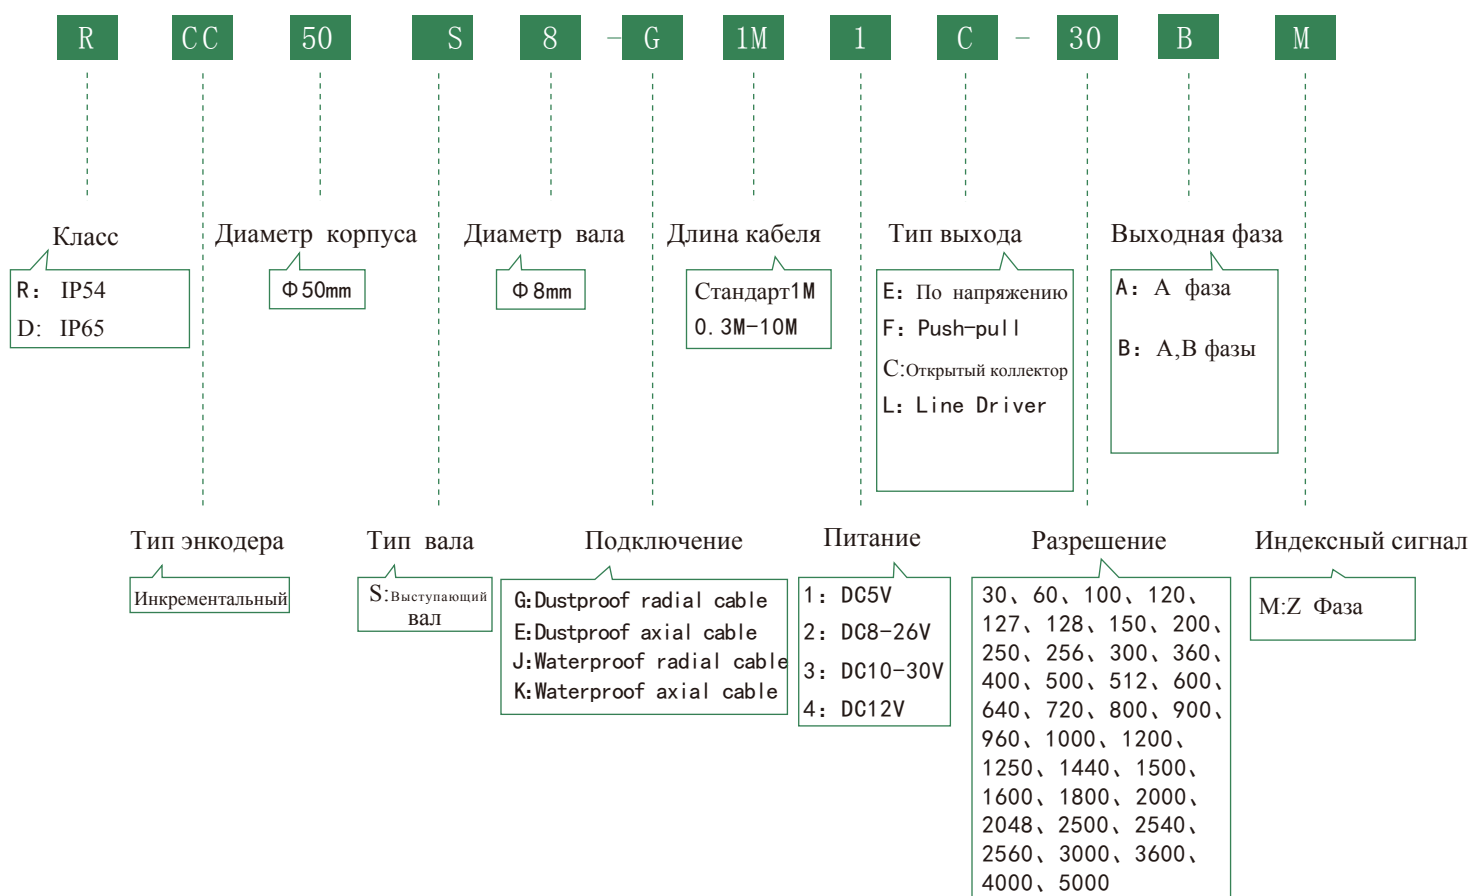 R CC 50 S 8 - G 1M 1 C - 30 B M
Класс
R: IP54
D: IP65
Диаметр корпуса
Φ50mm
Диаметр вала
Φ8mm
Длина кабеля
Стандарт1M
0.3M-10M
Тип выхода
E: По напряжению
F: Push-pull
C:Открытый коллектор
L: Line Driver
Выходная фаза
A: А фаза
B: А,В фазы
Тип энкодера
Инкрементальный
Тип вала
S:Выступающий
вал
Подключение
G:Dustproof radial cable
E:Dustproof axial cable
J:Waterproof radial cable
K:Waterproof axial cable
Питание
1: DC5V
2: DC8-26V
3: DC10-30V
4: DC12V
Разрешение
30、60、100、120、
127、128、150、200、
250、256、300、360、
400、500、512、600、
640、720、800、900、
960、1000、1200、
1250、1440、1500、
1600、1800、2000、
2048、2500、2540、
2560、3000、3600、
4000、5000
Индексный сигнал
M:Z Фаза